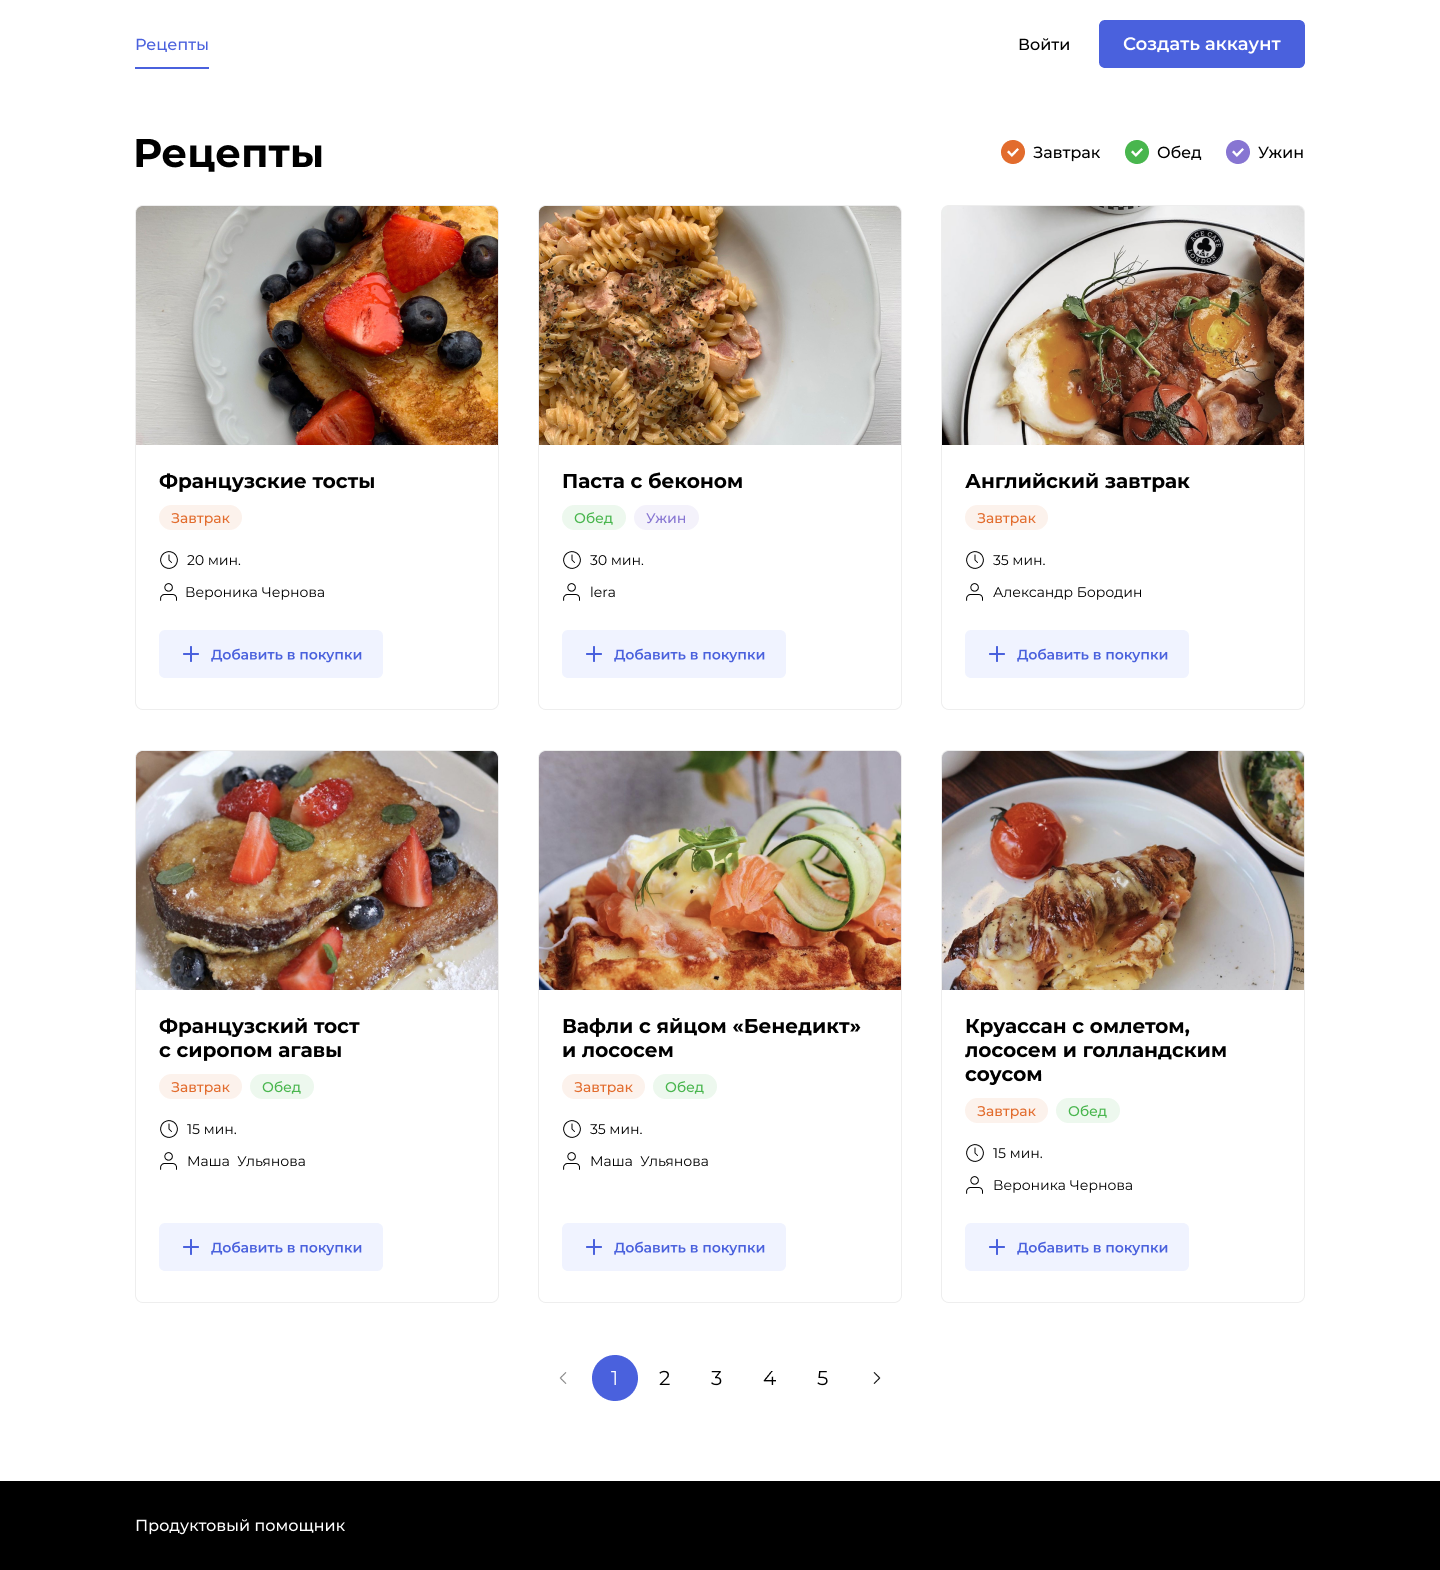 Рецепты
Войти
Создать аккаунт
Рецепты
Завтрак
Обед
Ужин
ACE CAFE
LONDON
Французские тосты
Завтрак
20 мин.
Вероника Чернова
Добавить в покупки
Паста с беконом
Обед
Ужин
30 мин.
lera
Добавить в покупки
Английский завтрак
Завтрак
35 мин.
Александр Бородин
Добавить в покупки
Французский тост
с сиропом агавы
Завтрак
Обед
15 мин.
Маша  Ульянова
Добавить в покупки
Вафли с яйцом «Бенедикт»
и лососем
Завтрак
Обед
35 мин.
Маша  Ульянова
Добавить в покупки
Круассан с омлетом,
лососем и голландским
соусом
Завтрак
Обед
15 мин.
Вероника Чернова
Добавить в покупки
1
2
3
4
5
Продуктовый помощник